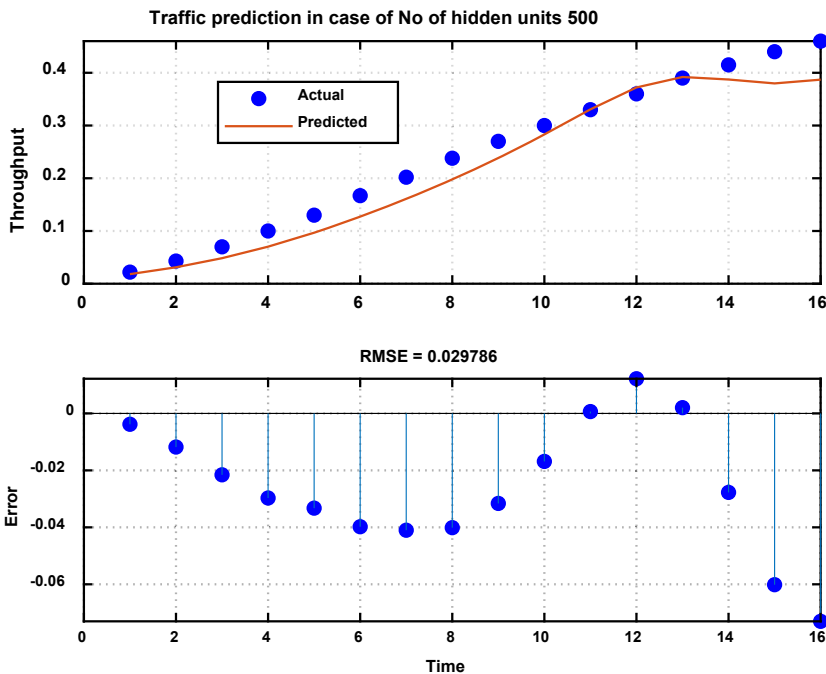 Traffic prediction in case of No of hidden units 500
0.4
0.3
0.2
0.1
0
Throughput
Actual
Predicted
0 2 4 6 8 10 12 14 16
RMSE = 0.029786
0
-0.02
-0.04
-0.06
Error
0 2 4 6 8 10 12 14 16
Time